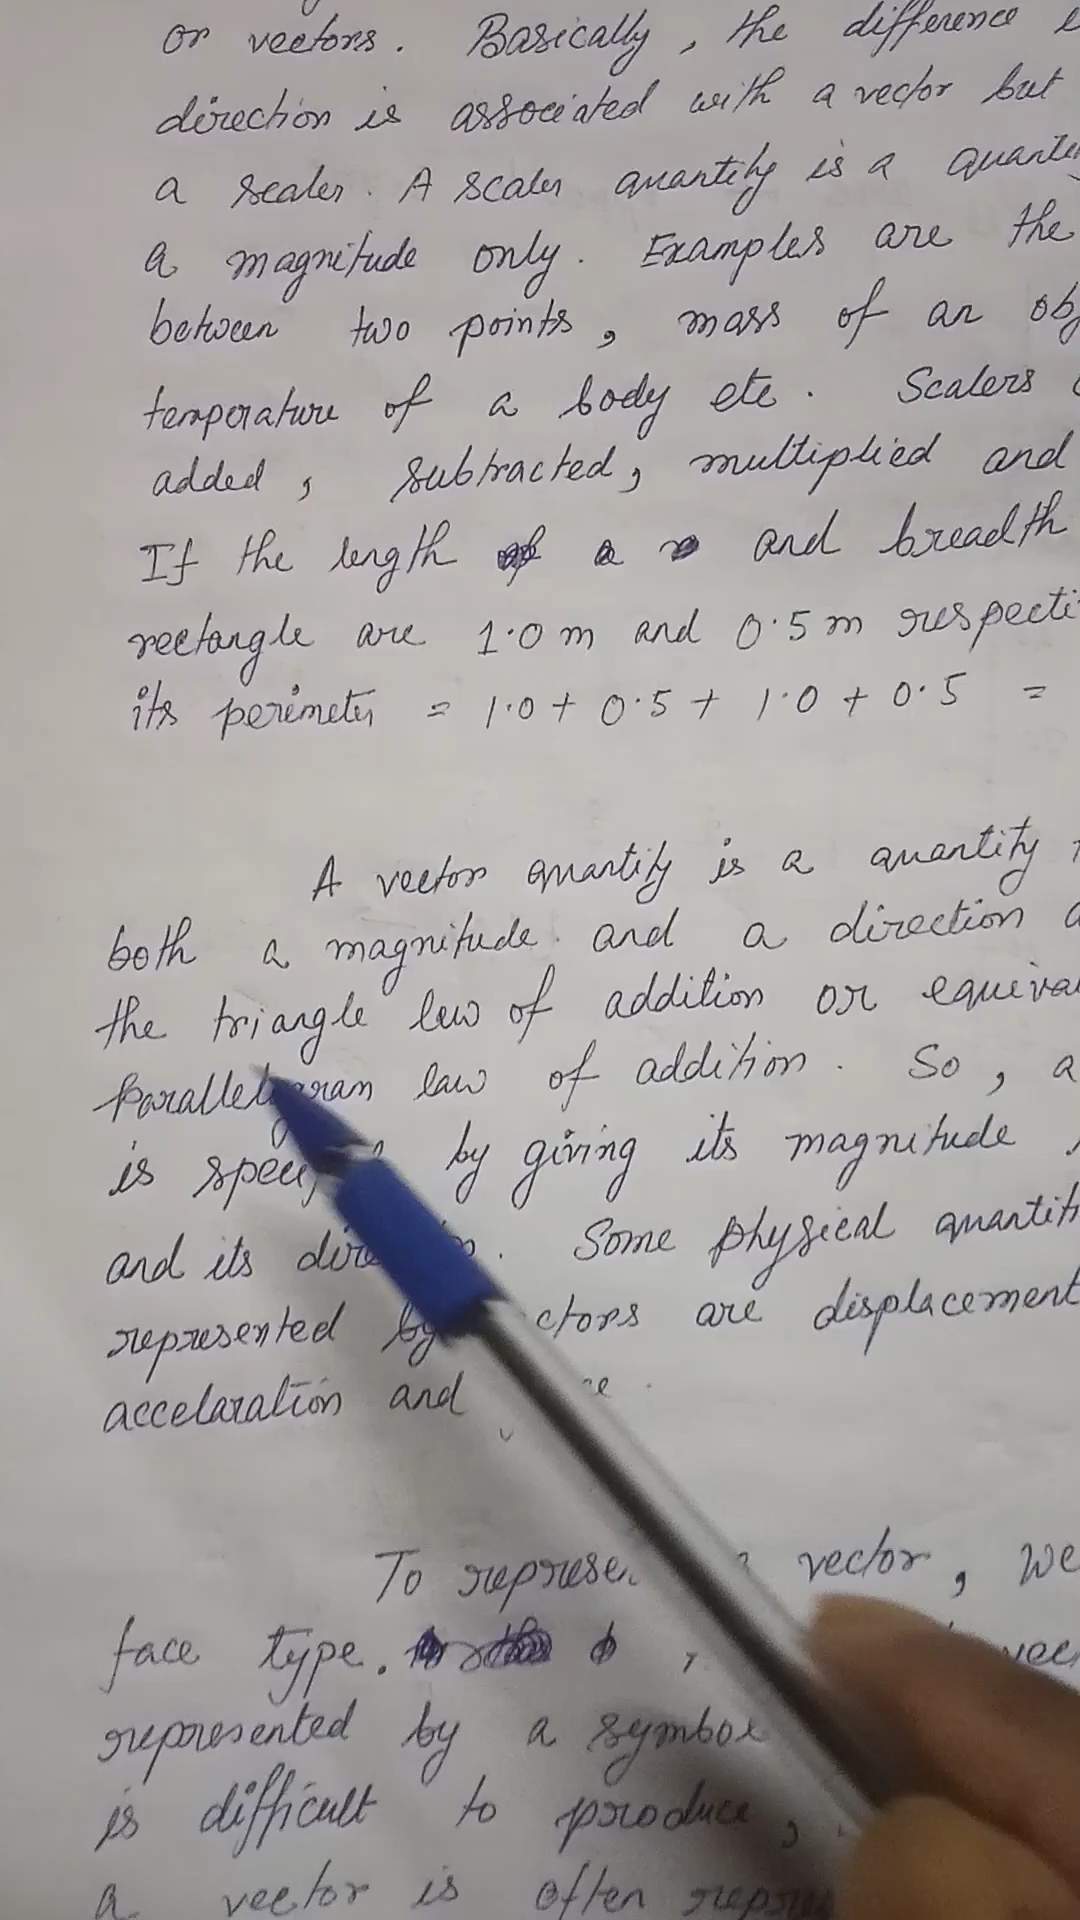 or vectors. Basically, the difference
direction is associated with a vector but
a scaler. A scaler quantity is a
a magnitude only. Examples are the
between two points, mass of an
temperature of a body etc. Scalers
added, subtracted, multiplied and
If the length and breadth
rectangle are 1.0 m and 0.5 m
its perimeter = 1.0 + 0.5 + 1.0 + 0.5 =
A vector quantity is a quantity
both a magnitude and a direction
the triangle law of addition or
law of addition. So, a
is by giving its magnitude
and its Some physical
represented are displacement
accelaration and
To vector, we
face type.
represented by a
is difficult to produce,
a vector is often